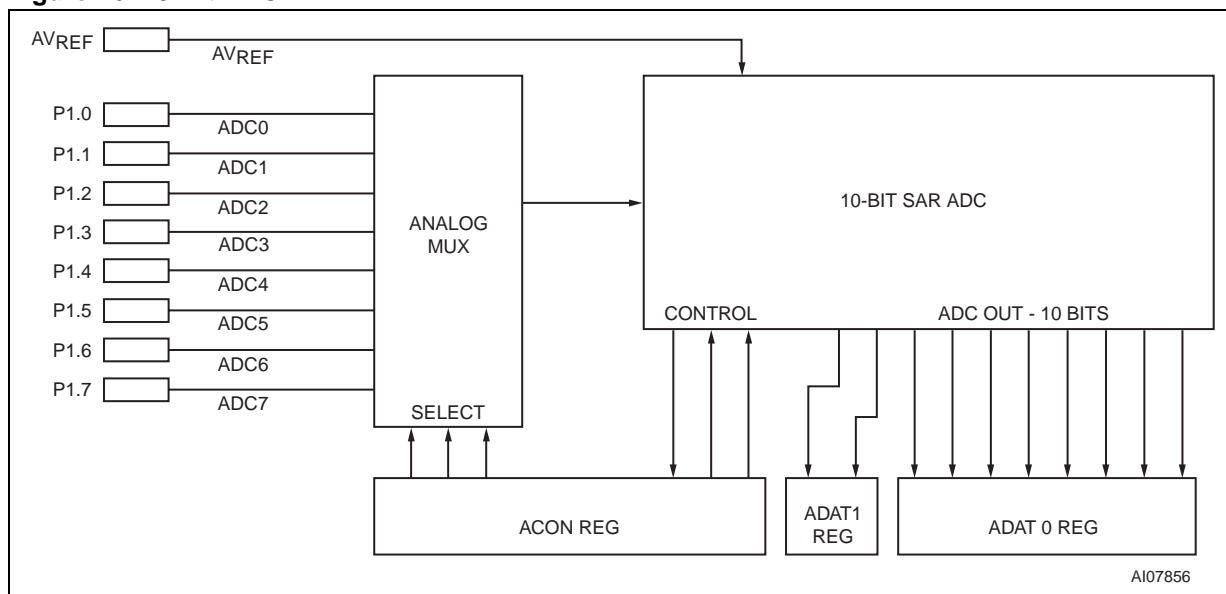 AVREF
AVREF
P1.0
ADC0
P1.1
ADC1
P1.2
ADC2
P1.3
ADC3
P1.4
ADC4
P1.5
ADC5
P1.6
ADC6
P1.7
ADC7
ANALOG
MUX
SELECT
10-BIT SAR ADC
CONTROL
ADC OUT - 10 BITS
ACON REG
ADAT1
REG
ADAT 0 REG
AI07856